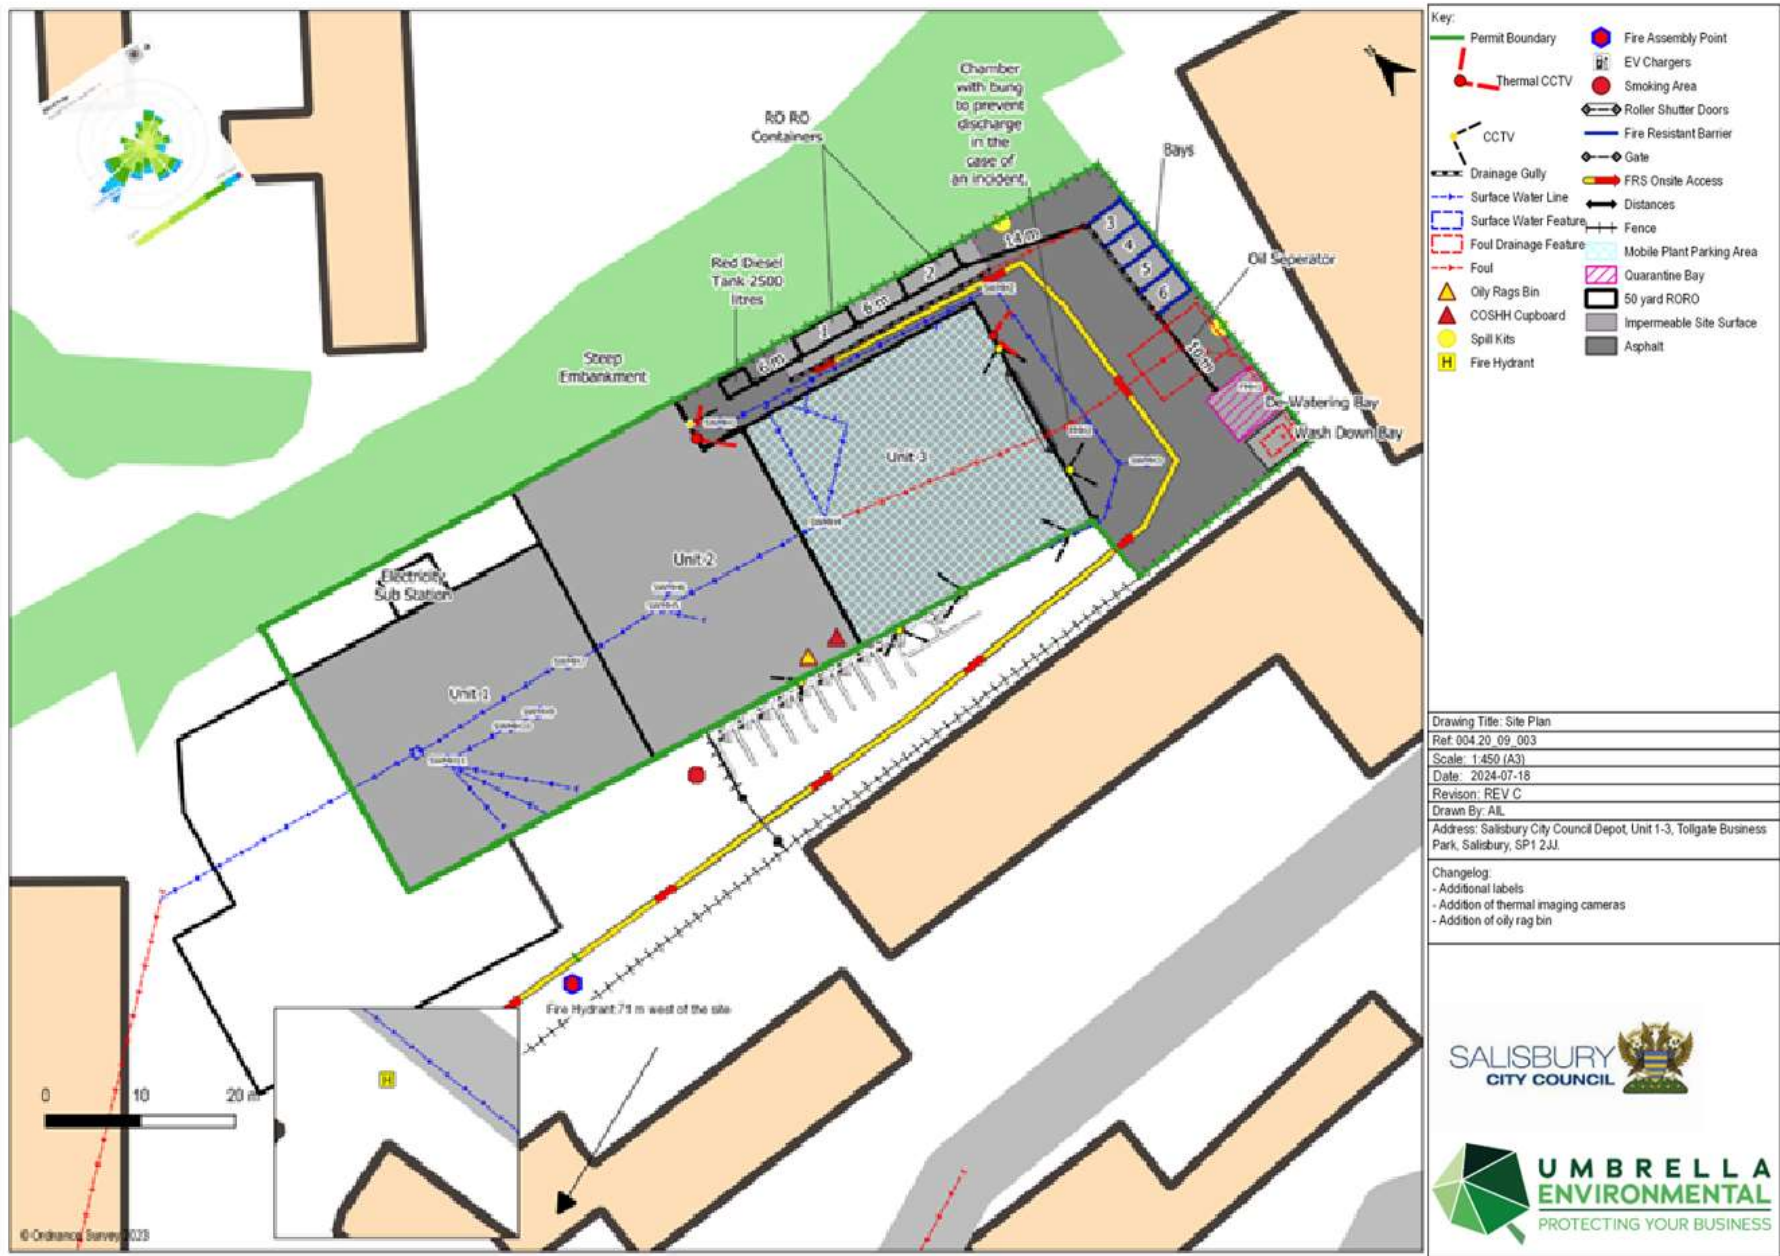 Key:
Permit Boundary
Thermal CCTV
CCTV
Drainage Gully
Surface Water Line
Surface Water Feature
Foul Drainage Feature
Foul
Oily Rags Bin
COSHH Cupboard
Spill Kits
H
Fire Hydrant
Fire Assembly Point
EV Chargers
Smoking Area
Roller Shutter Doors
Fire Resistant Barrier
Gate
FRS Onsite Access
Distances
Fence
Mobile Plant Parking Area
Quarantine Bay
50 yard RORO
Impermeable Site Surface
Asphalt
Chamber
with bung
to prevent
discharge
in the
case of
an incident.
RO RO
Containers
Bays
Red Diesel
Tank 2500
litres
Oil Seperator
Steep
Embankment
14 m
3
4
5
6
2
6 m
1
6 m
10 m
De-Watering Bay
Wash Down Bay
Unit 3
Unit 2
Unit 1
Electricity
Sub Station
Fire Hydrant 71 m west of the site
H
0 10 20 m
© Ordnance Survey 2023
Drawing Title: Site Plan
Ref: 004.20_09_003
Scale: 1:450 (A3)
Date: 2024-07-18
Revison: REV C
Drawn By: AIL
Address: Salisbury City Council Depot, Unit 1-3, Tollgate Business
Park, Salisbury, SP1 2JJ.
Changelog:
- Additional labels
- Addition of thermal imaging cameras
- Addition of oily rag bin
SALISBURY
CITY COUNCIL
UMBRELLA
ENVIRONMENTAL
PROTECTING YOUR BUSINESS